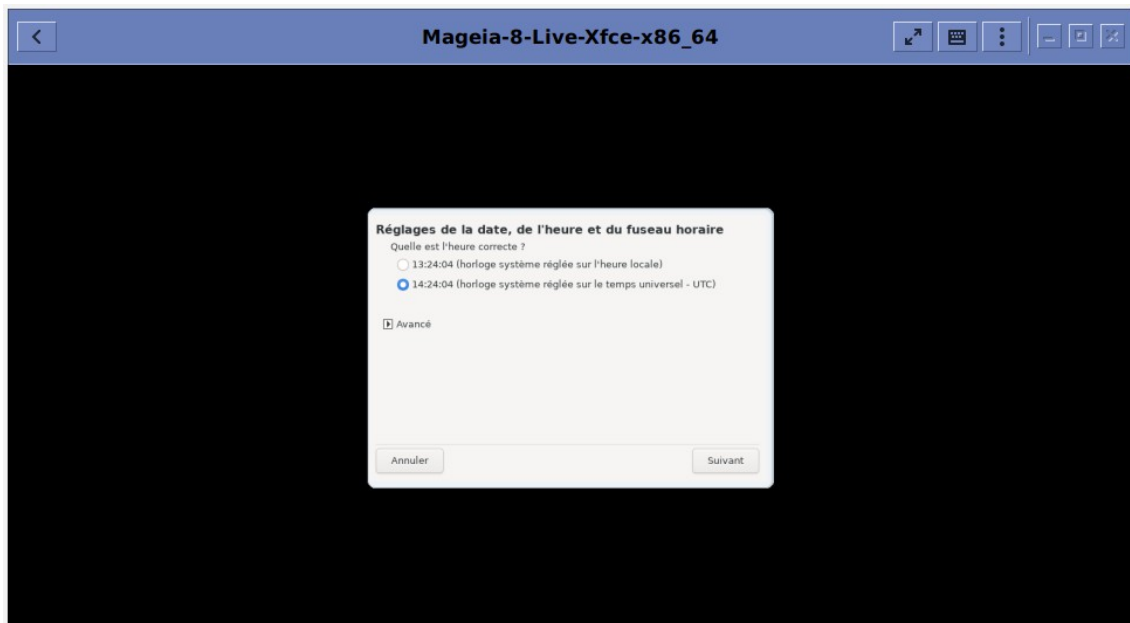 Mageia-8-Live-Xfce-x86_64
Réglages de la date, de l'heure et du fuseau horaire
Quelle est l'heure correcte ?
13:24:04 (horloge système réglée sur l'heure locale)
14:24:04 (horloge système réglée sur le temps universel - UTC)
Avancé
Annuler
Suivant